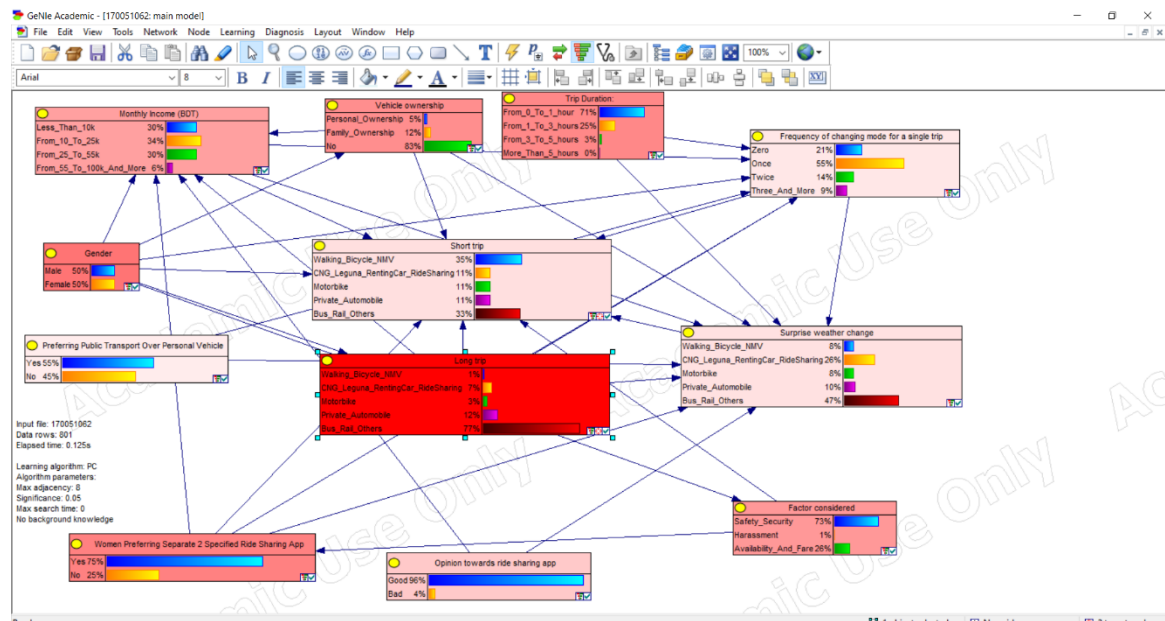 GeNIe Academic - [170051062: main model]
File Edit View Tools Network Node Learning Diagnosis Layout Window Help
100%
Arial 8 B I A
Monthly Income (BDT)
Less_Than_10k 30%
From_10_To_25k 34%
From_25_To_55k 30%
From_55_To_100k_And_More 6%
Vehicle ownership
Personal_Ownership 5%
Family_Ownership 12%
No 83%
Trip Duration:
From_0_To_1_hour 71%
From_1_To_3_hours 25%
From_3_To_5_hours 3%
More_Than_5_hours 0%
Frequency of changing mode for a single trip
Zero 21%
Once 55%
Twice 14%
Three_And_More 9%
Gender
Male 50%
Female 50%
Short trip
Walking_Bicycle_NMV 35%
CNG_Leguna_RentingCar_RideSharing 11%
Motorbike 11%
Private_Automobile 11%
Bus_Rail_Others 33%
Preferring Public Transport Over Personal Vehicle
Yes 55%
No 45%
Long trip
Walking_Bicycle_NMV 1%
CNG_Leguna_RentingCar_RideSharing 7%
Motorbike 3%
Private_Automobile 12%
Bus_Rail_Others 77%
Surprise weather change
Walking_Bicycle_NMV 8%
CNG_Leguna_RentingCar_RideSharing 26%
Motorbike 8%
Private_Automobile 10%
Bus_Rail_Others 47%
Input file: 170051062
Data rows: 801
Elapsed time: 0.125s
Learning algorithm: PC
Algorithm parameters:
Max adjacency: 8
Significance: 0.05
Max search time: 0
No background knowledge
Factor considered
Safety_Security 73%
Harassment 1%
Availability_And_Fare 26%
Women Preferring Separate 2 Specified Ride Sharing App
Yes 75%
No 25%
Opinion towards ride sharing app
Good 96%
Bad 4%
Academic Use Only
Academic Use Only